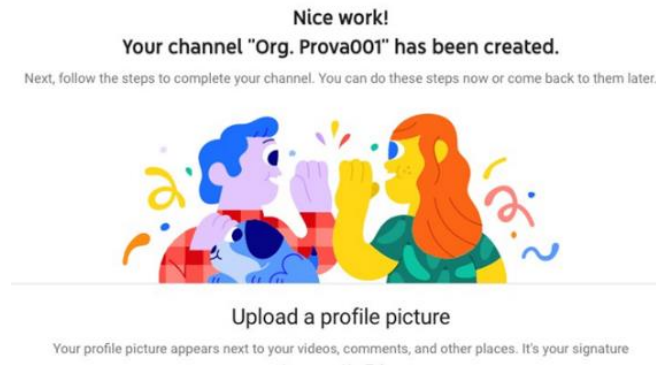 Nice work!
Your channel "Org. Prova001" has been created.
Next, follow the steps to complete your channel. You can do these steps now or come back to them later.
Upload a profile picture
Your profile picture appears next to your videos, comments, and other places. It's your signature